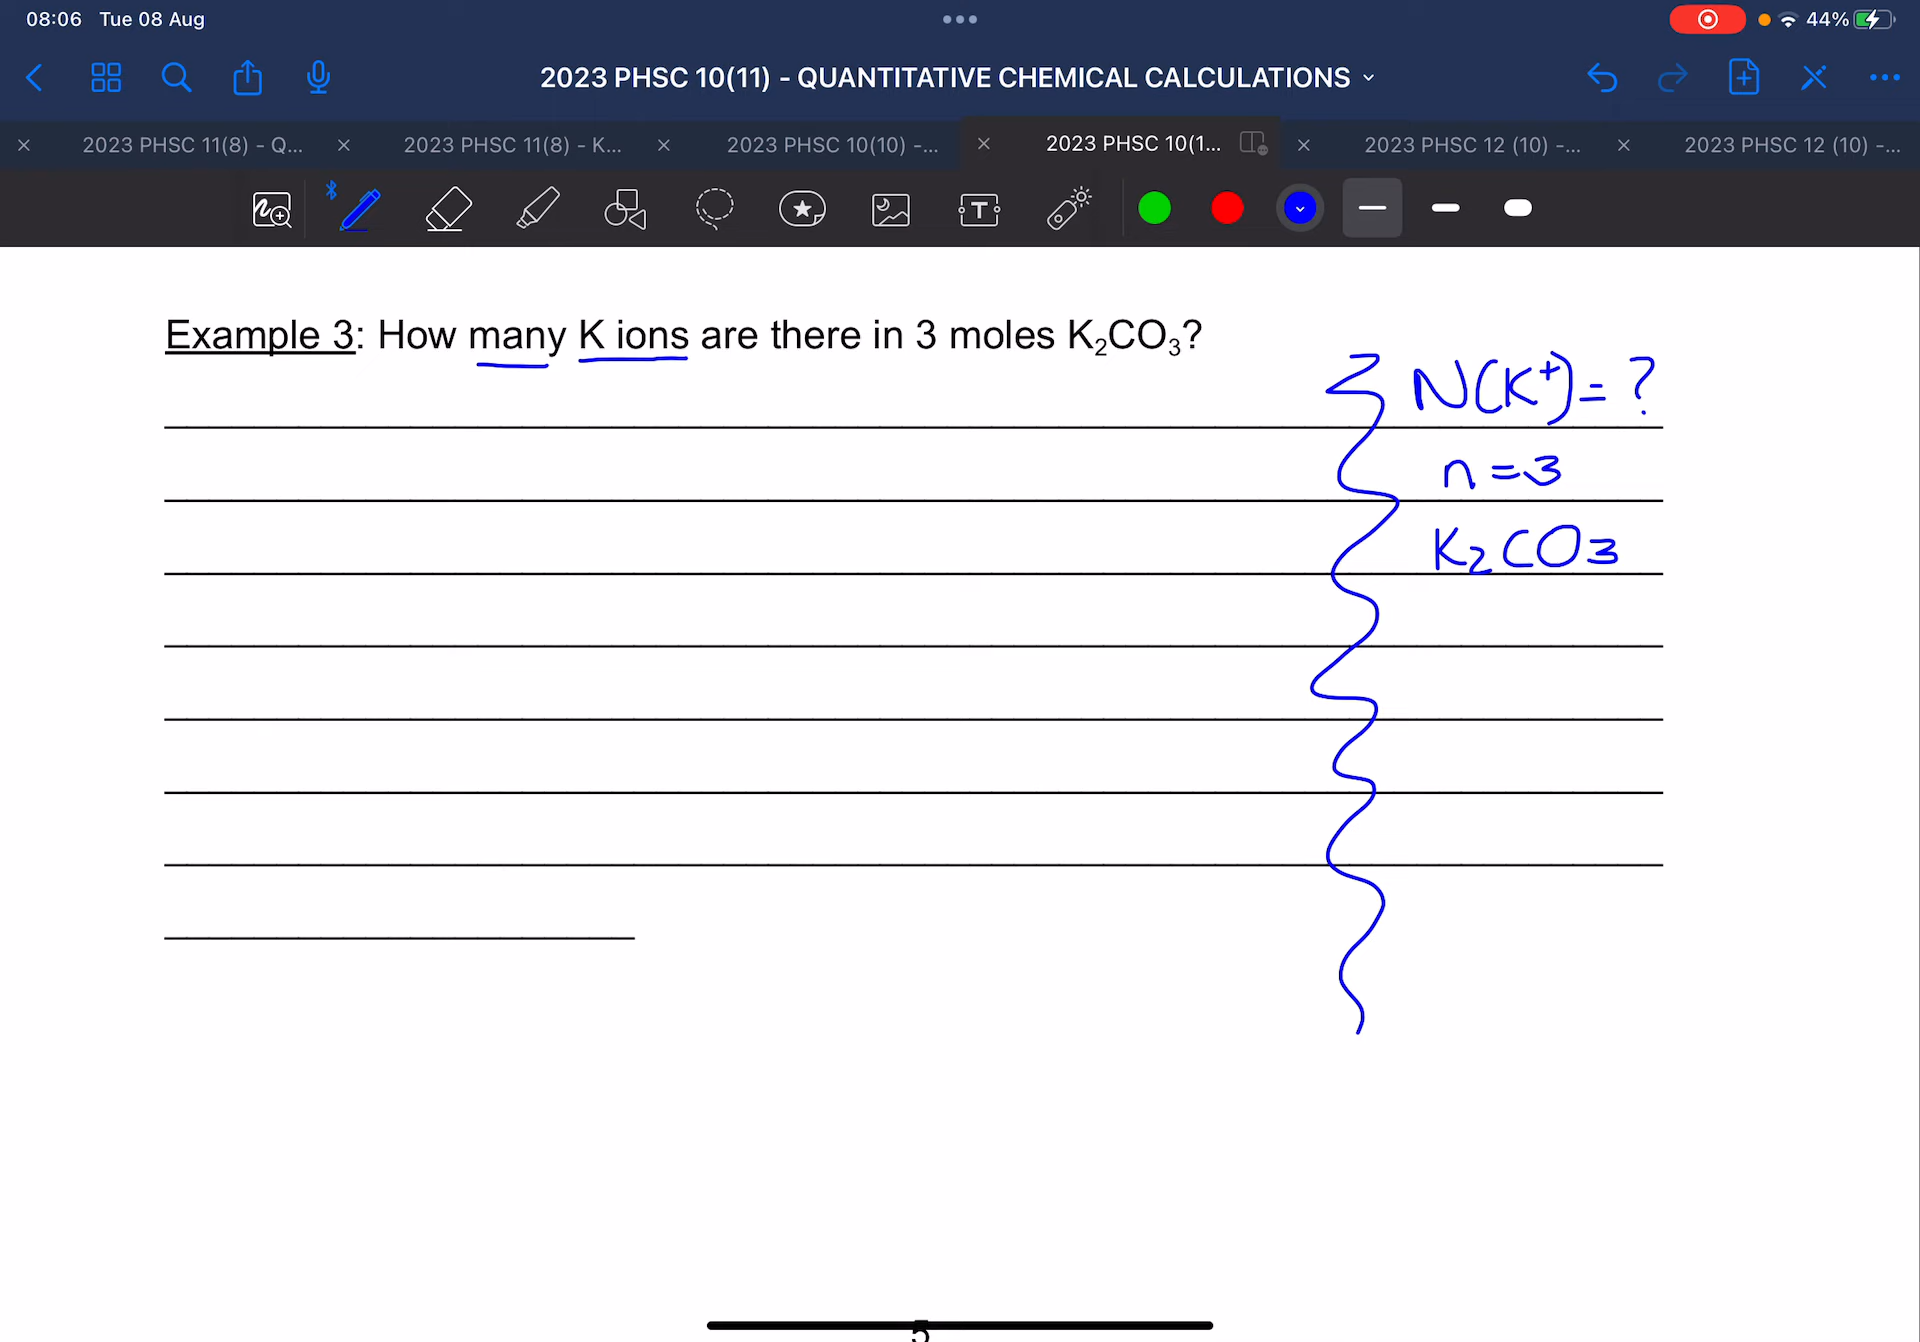 08:06 Tue 08 Aug
44%
2023 PHSC 10(11) - QUANTITATIVE CHEMICAL CALCULATIONS
2023 PHSC 11(8) - Q... 2023 PHSC 11(8) - K... 2023 PHSC 10(10) -... 2023 PHSC 10(1... 2023 PHSC 12 (10) -... 2023 PHSC 12 (10) -...
T
Example 3: How many K ions are there in 3 moles K₂CO₃?
N(K⁺) = ?
n = 3
K₂CO₃
5